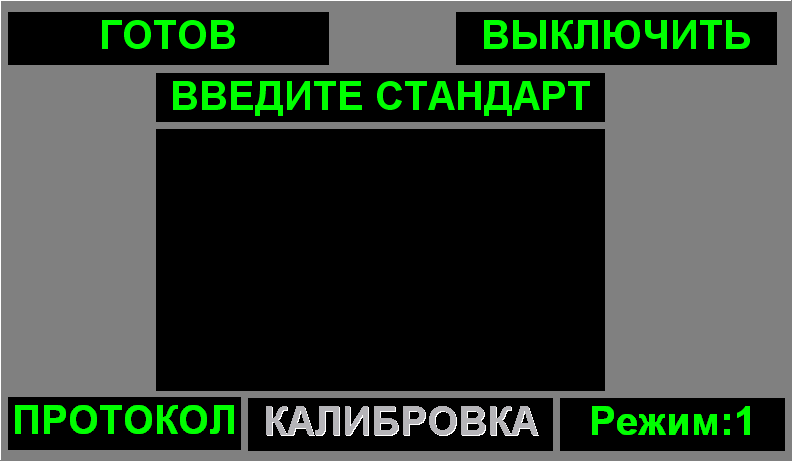 ГОТОВ
ВЫКЛЮЧИТЬ
ВВЕДИТЕ СТАНДАРТ
ПРОТОКОЛ
КАЛИБРОВКА
Режим:1